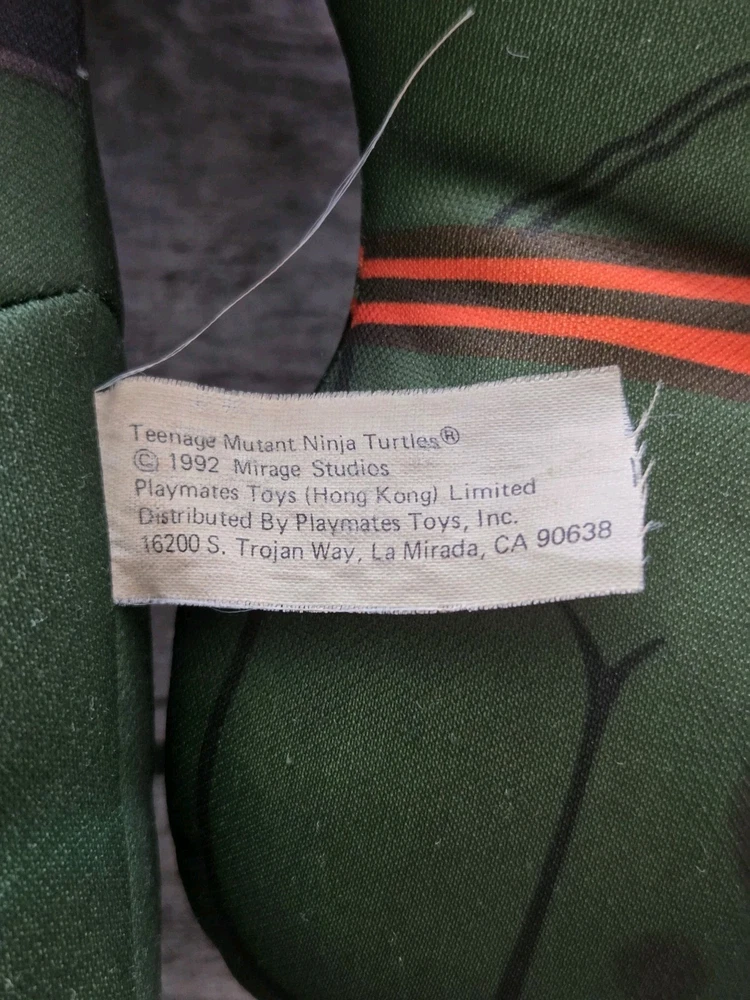 Teenage Mutant Ninja Turtles®
© 1992 Mirage Studios
Playmates Toys (Hong Kong) Limited
Distributed By Playmates Toys, Inc.
16200 S. Trojan Way, La Mirada, CA 90638